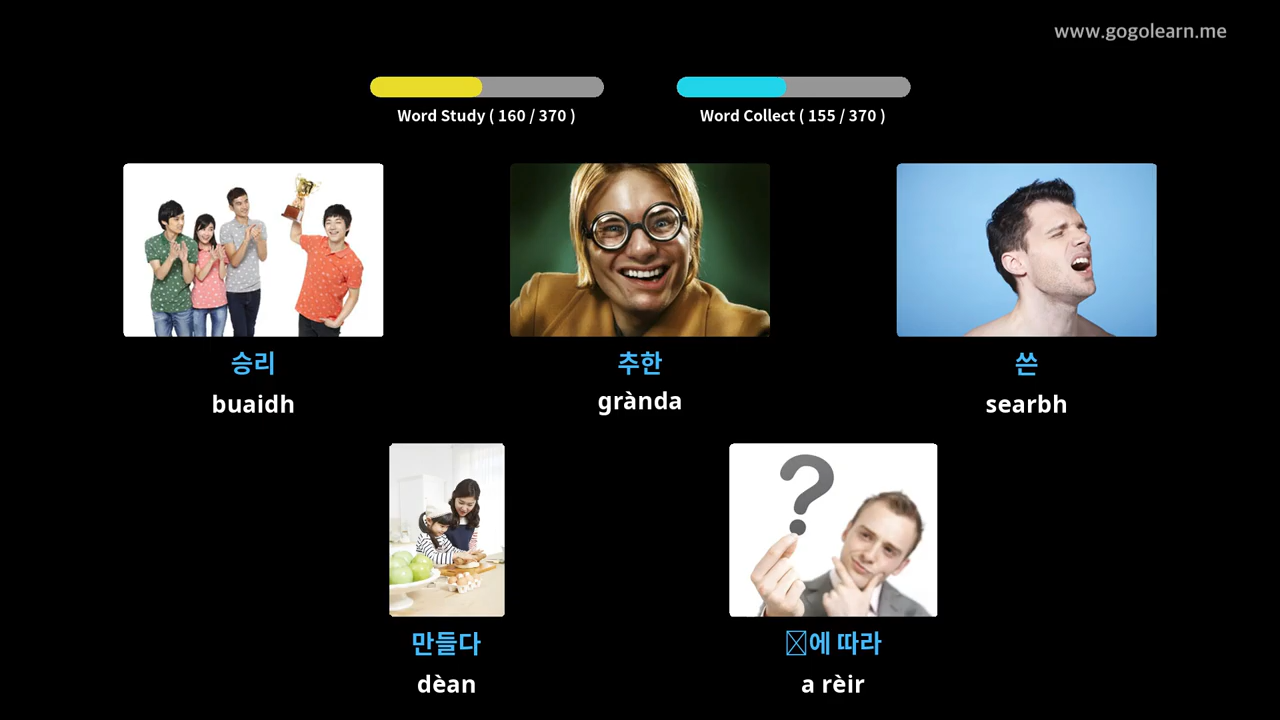 www.gogolearn.me
Word Study ( 160 / 370 )
Word Collect ( 155 / 370 )
승리
buaidh
추한
grànda
쓴
searbh
만들다
dèan
에 따라
a rèir